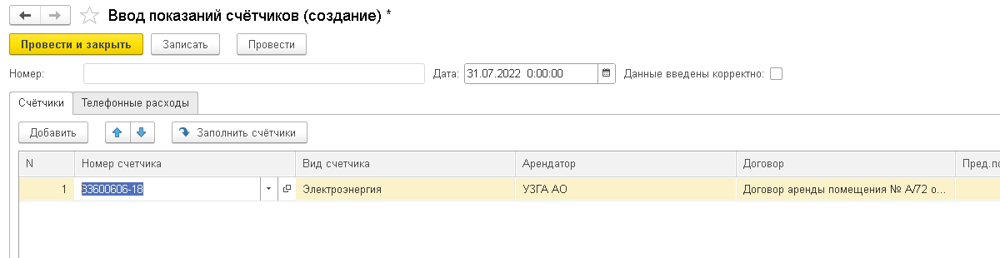 Ввод показаний счётчиков (создание) *
Провести и закрыть Записать Провести
Номер: Дата: 31.07.2022 0:00:00 Данные введены корректно:
Счётчики Телефонные расходы
Добавить Заполнить счётчики
N Номер счетчика Вид счетчика Арендатор Договор Пред.по
1 33600606-18 Электроэнергия УЗГА АО Договор аренды помещения № А/72 о...